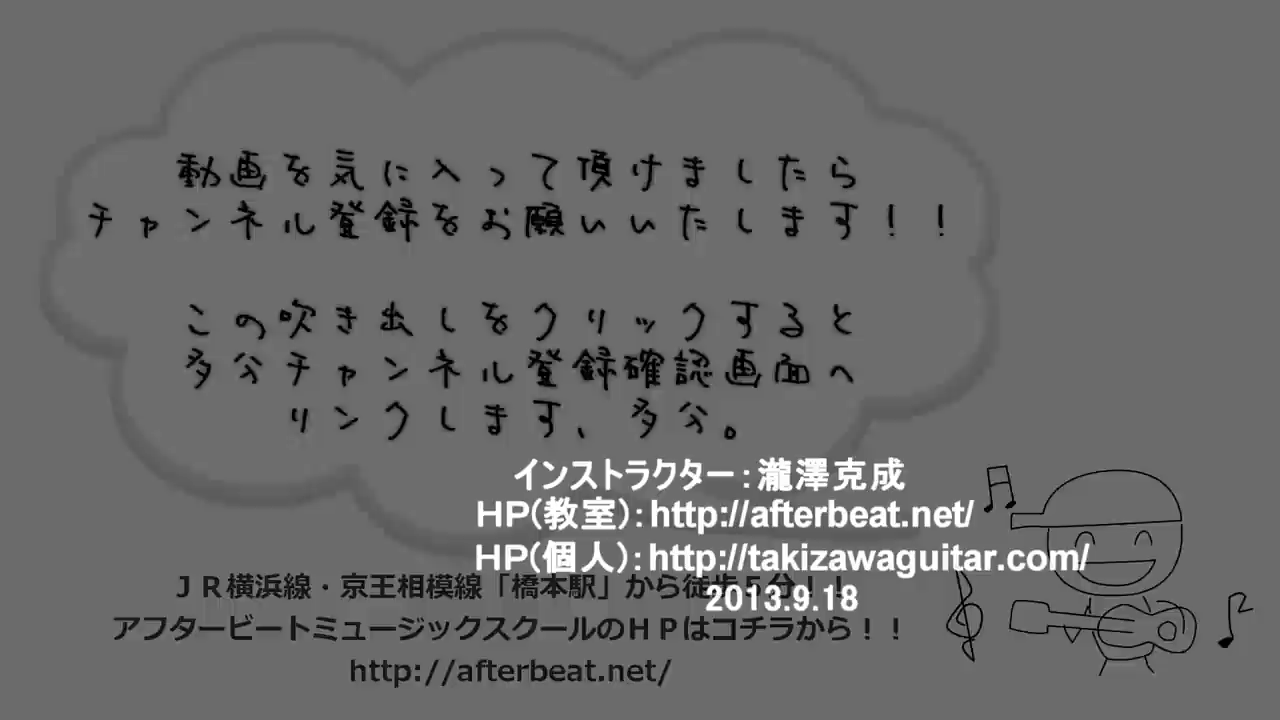 動画を気に入って頂けましたら
チャンネル登録をお願いいたします！！
この吹き出しをクリックすると
多分チャンネル登録確認画面へ
リンクします、多分。
インストラクター：瀧澤克成
HP(教室)：http://afterbeat.net/
HP(個人)：http://takizawaguitar.com/
ＪＲ横浜線・京王相模線「橋本駅」から徒歩５分！！
2013.9.18
アフタービートミュージックスクールのＨＰはコチラから！！
http://afterbeat.net/